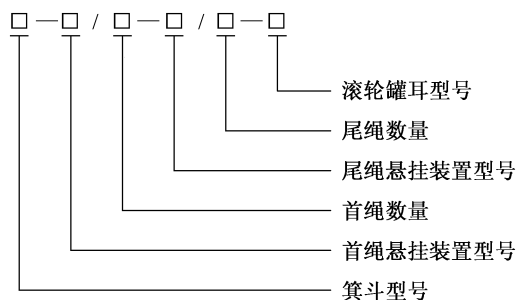 □—□/□—□/□—□
滚轮罐耳型号
尾绳数量
尾绳悬挂装置型号
首绳数量
首绳悬挂装置型号
箕斗型号